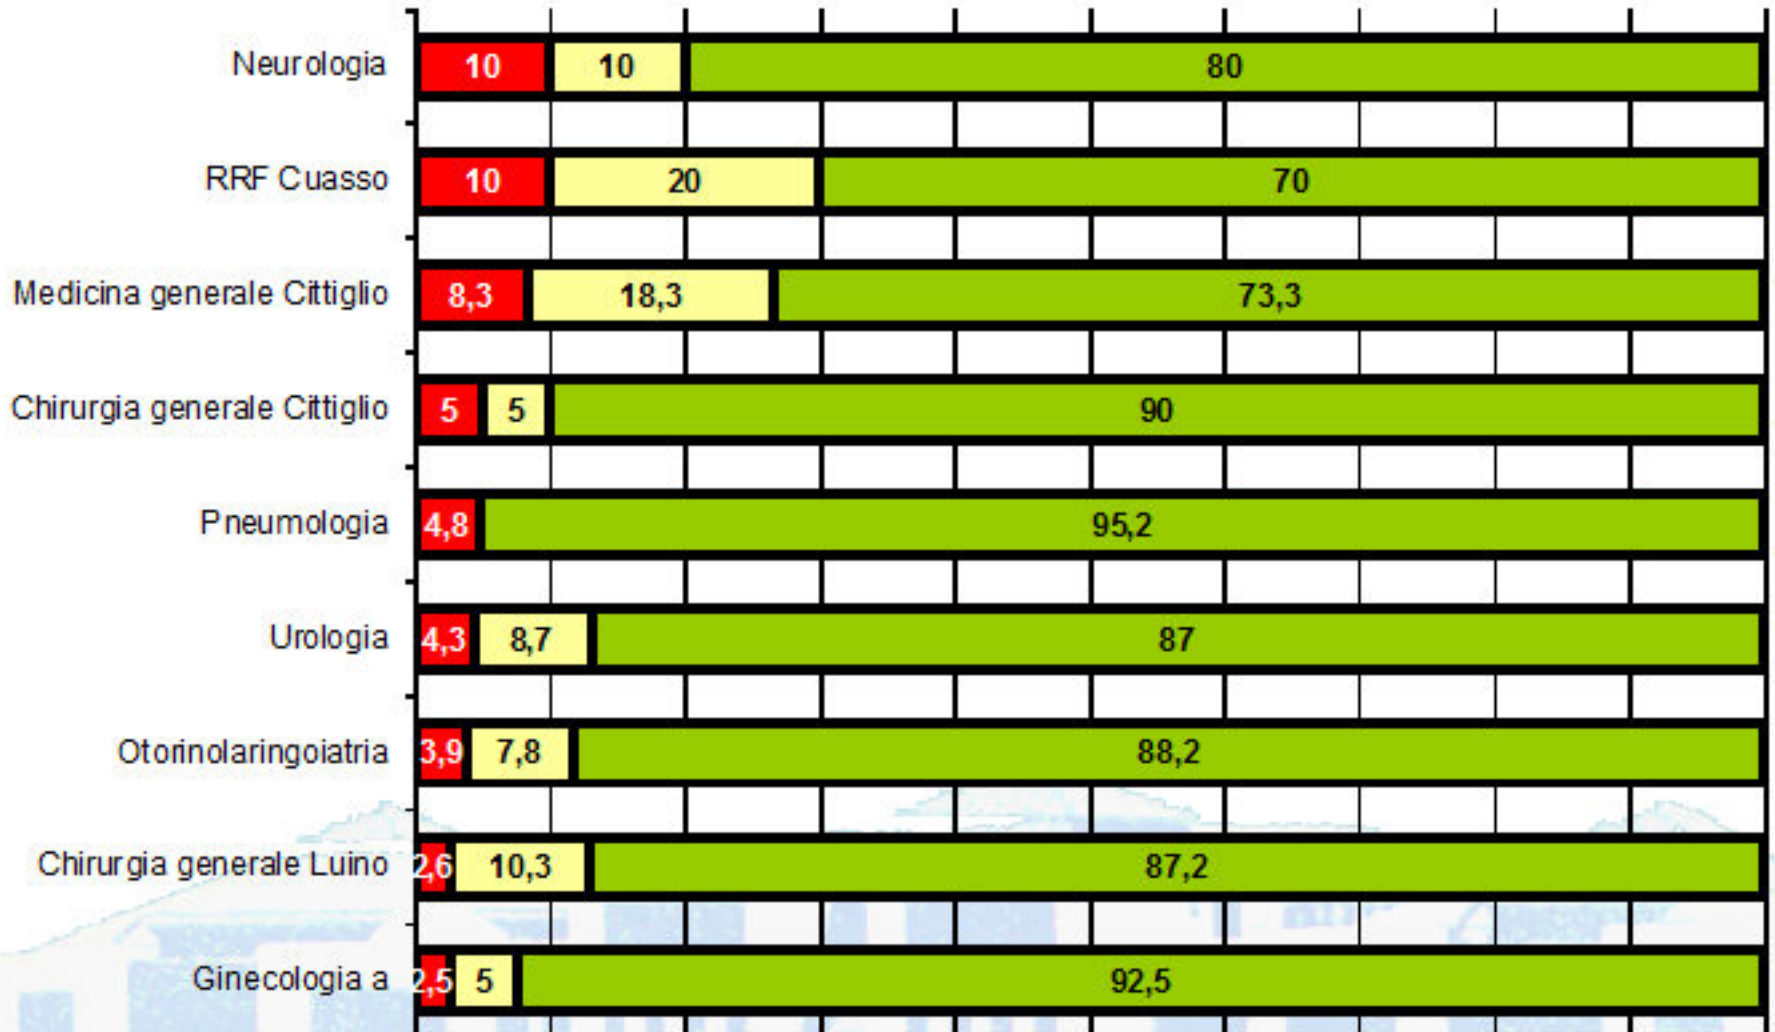 Neurologia 10 10 80
RRF Cuasso 10 20 70
Medicina generale Cittiglio 8,3 18,3 73,3
Chirurgia generale Cittiglio 5 5 90
Pneumologia 4,8 95,2
Urologia 4,3 8,7 87
Otorinolaringoiatria 3,9 7,8 88,2
Chirurgia generale Luino 2,6 10,3 87,2
Ginecologia a 2,5 5 92,5